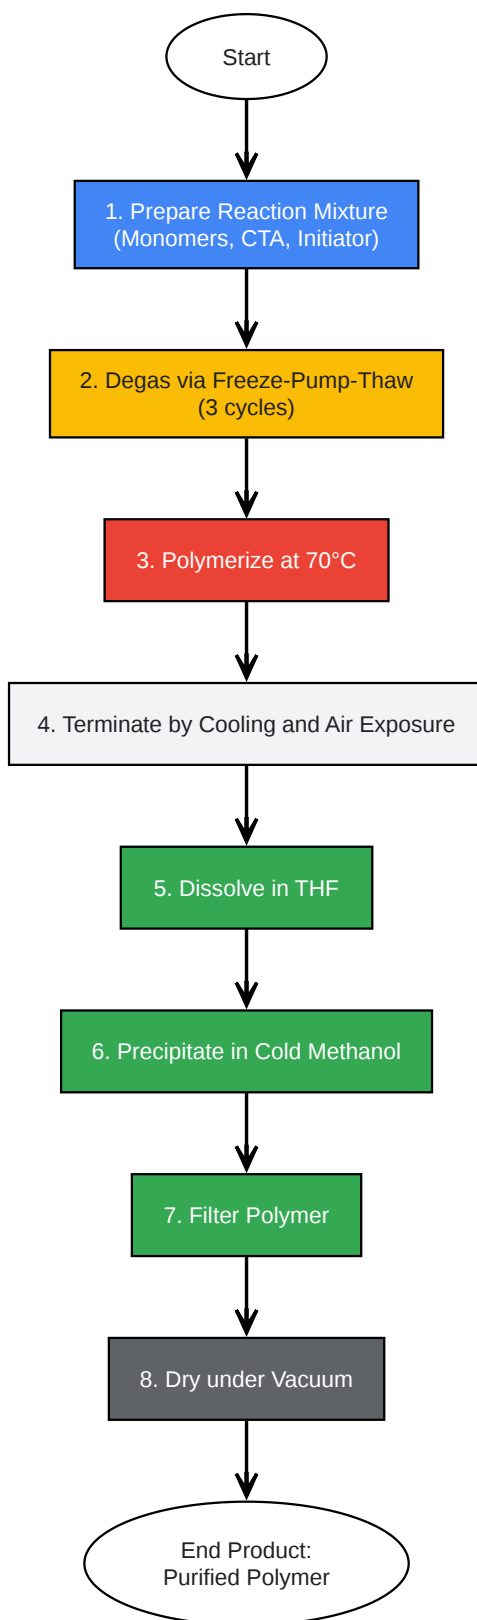 Start
1. Prepare Reaction Mixture
(Monomers, CTA, Initiator)
2. Degas via Freeze-Pump-Thaw
(3 cycles)
3. Polymerize at 70°C
4. Terminate by Cooling and Air Exposure
5. Dissolve in THF
6. Precipitate in Cold Methanol
7. Filter Polymer
8. Dry under Vacuum
End Product:
Purified Polymer